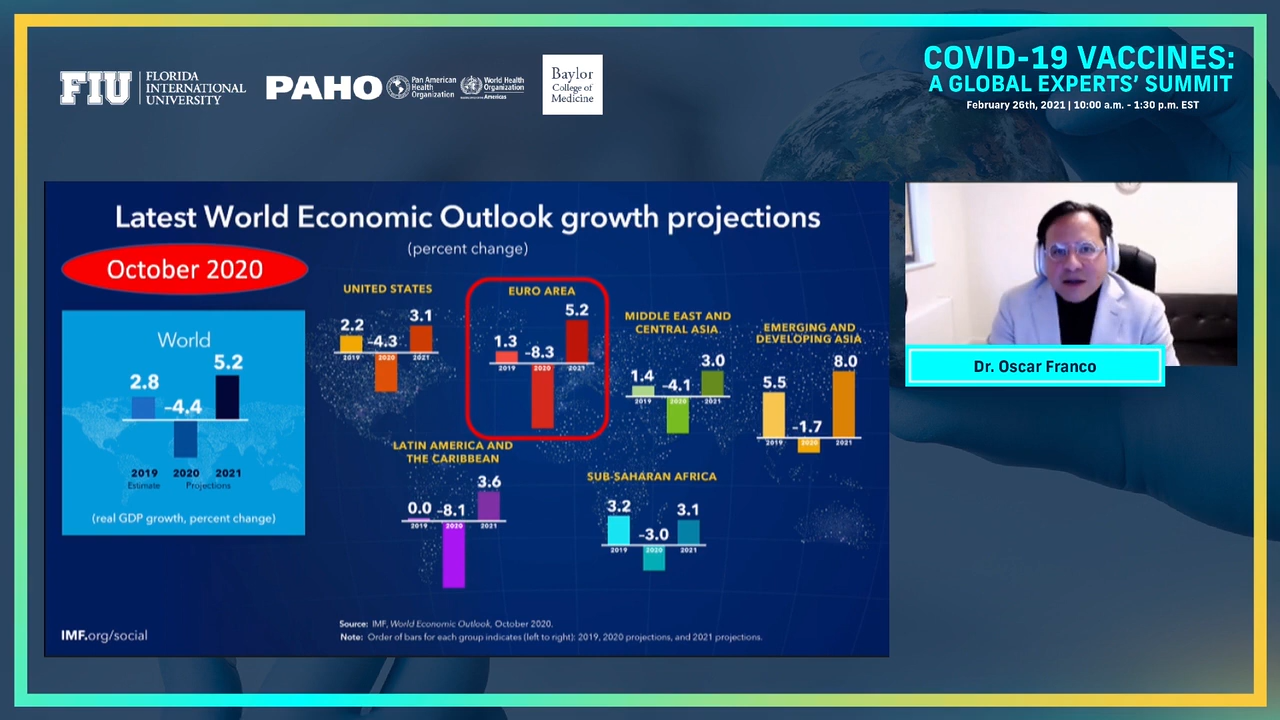 FIU
FLORIDA
INTERNATIONAL
UNIVERSITY
PAHO
Pan American
Health
Organization
World Health
Organization
Americas
Baylor
College of
Medicine
COVID-19 VACCINES:
A GLOBAL EXPERTS' SUMMIT
February 26th, 2021 | 10:00 a.m. - 1:30 p.m. EST
Latest World Economic Outlook growth projections
(percent change)
October 2020
World
2.8
-4.4
5.2
2019 2020 2021
Estimate Projections
(real GDP growth, percent change)
UNITED STATES
2.2
-4.3
3.1
2019 2020 2021
EURO AREA
1.3
-8.3
5.2
2019 2020 2021
MIDDLE EAST AND
CENTRAL ASIA
1.4
-4.1
3.0
2019 2020 2021
EMERGING AND
DEVELOPING ASIA
5.5
-1.7
8.0
2019 2020 2021
LATIN AMERICA AND
THE CARIBBEAN
0.0
-8.1
3.6
2019 2020 2021
SUB-SAHARAN AFRICA
3.2
-3.0
3.1
2019 2020 2021
IMF.org/social
Source: IMF, World Economic Outlook, October 2020.
Note: Order of bars for each group indicates (left to right): 2019, 2020 projections, and 2021 projections.
Dr. Oscar Franco